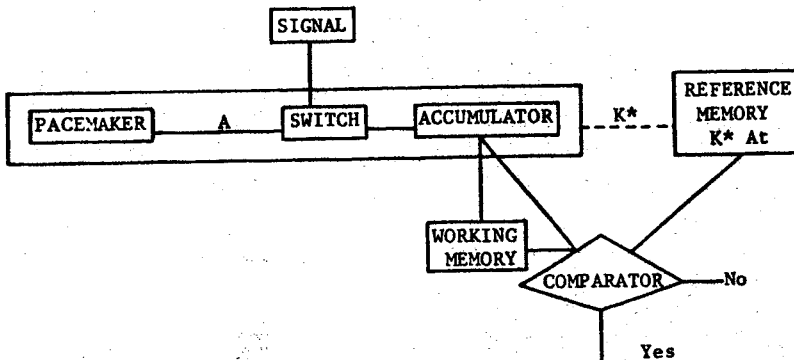 SIGNAL
PACEMAKER
A
SWITCH
ACCUMULATOR
K*
REFERENCE
MEMORY
K* At
WORKING
MEMORY
COMPARATOR
No
Yes